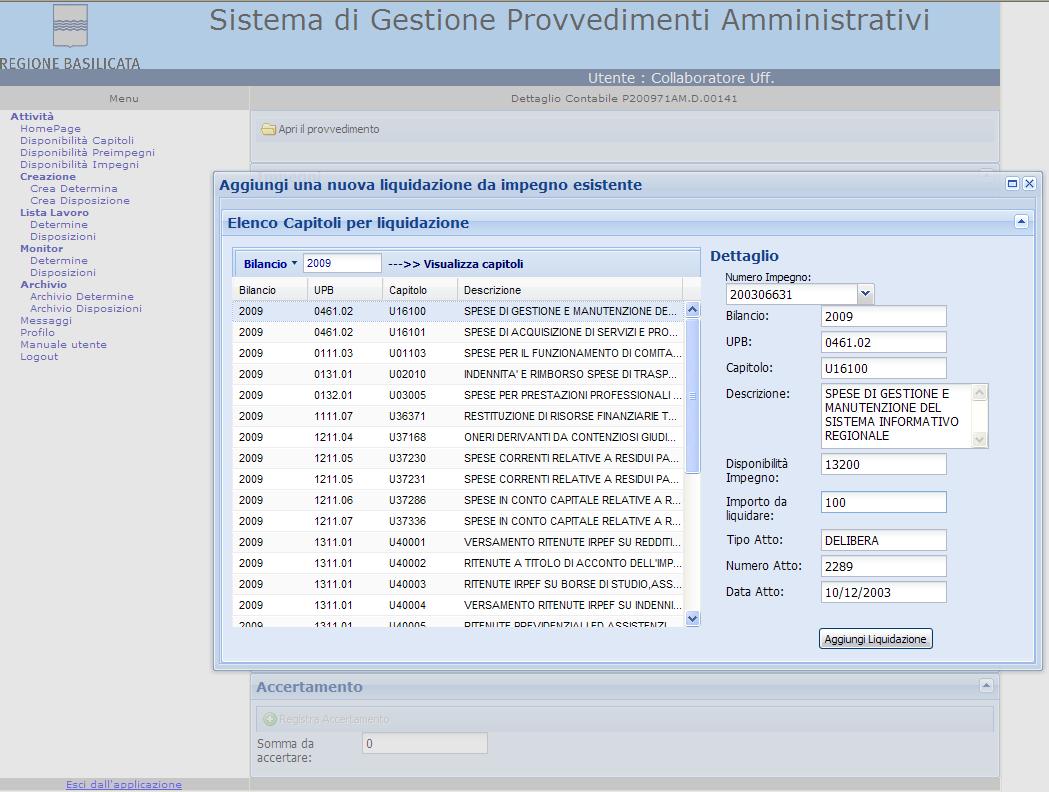 Sistema di Gestione Provvedimenti Amministrativi
REGIONE BASILICATA
Utente : Collaboratore Uff.
Menu
Dettaglio Contabile P200971AM.D.00141
Attività
HomePage
Disponibilità Capitoli
Disponibilità Preimpegni
Disponibilità Impegni
Creazione
Crea Determina
Crea Disposizione
Lista Lavoro
Determine
Disposizioni
Monitor
Determine
Disposizioni
Archivio
Archivio Determine
Archivio Disposizioni
Messaggi
Profilo
Manuale utente
Logout
Apri il provvedimento
Aggiungi una nuova liquidazione da impegno esistente
Elenco Capitoli per liquidazione
Bilancio 2009 --->> Visualizza capitoli
Bilancio UPB Capitolo Descrizione
2009 0461.02 U16100 SPESE DI GESTIONE E MANUTENZIONE DE...
2009 0461.02 U16101 SPESE DI ACQUISIZIONE DI SERVIZI E PRO...
2009 0111.03 U01103 SPESE PER IL FUNZIONAMENTO DI COMITA...
2009 0131.01 U02010 INDENNITA' E RIMBORSO SPESE DI TRASP...
2009 0132.01 U03005 SPESE PER PRESTAZIONI PROFESSIONALI ...
2009 1111.07 U36371 RESTITUZIONE DI RISORSE FINANZIARIE T...
2009 1211.04 U37168 ONERI DERIVANTI DA CONTENZIOSI GIUDI...
2009 1211.05 U37230 SPESE CORRENTI RELATIVE A RESIDUI PA...
2009 1211.05 U37231 SPESE CORRENTI RELATIVE A RESIDUI PA...
2009 1211.06 U37286 SPESE IN CONTO CAPITALE RELATIVE A R...
2009 1211.07 U37336 SPESE IN CONTO CAPITALE RELATIVE A R...
2009 1311.01 U40001 VERSAMENTO RITENUTE IRPEF SU REDDITI...
2009 1311.01 U40002 RITENUTE A TITOLO DI ACCONTO DELL'IMP...
2009 1311.01 U40003 RITENUTE IRPEF SU BORSE DI STUDIO,ASS...
2009 1311.01 U40004 VERSAMENTO RITENUTE IRPEF SU INDENNI...
2009 1311.01 U40005 RITENUTE PREVIDENZIALI ED ASSISTENZI...
Dettaglio
Numero Impegno:
200306631
Bilancio: 2009
UPB: 0461.02
Capitolo: U16100
Descrizione: SPESE DI GESTIONE E
MANUTENZIONE DEL
SISTEMA INFORMATIVO
REGIONALE
Disponibilità
Impegno: 13200
Importo da
liquidare: 100
Tipo Atto: DELIBERA
Numero Atto: 2289
Data Atto: 10/12/2003
Aggiungi Liquidazione
Accertamento
Registra Accertamento
Somma da
accertare: 0
Esci dall'applicazione